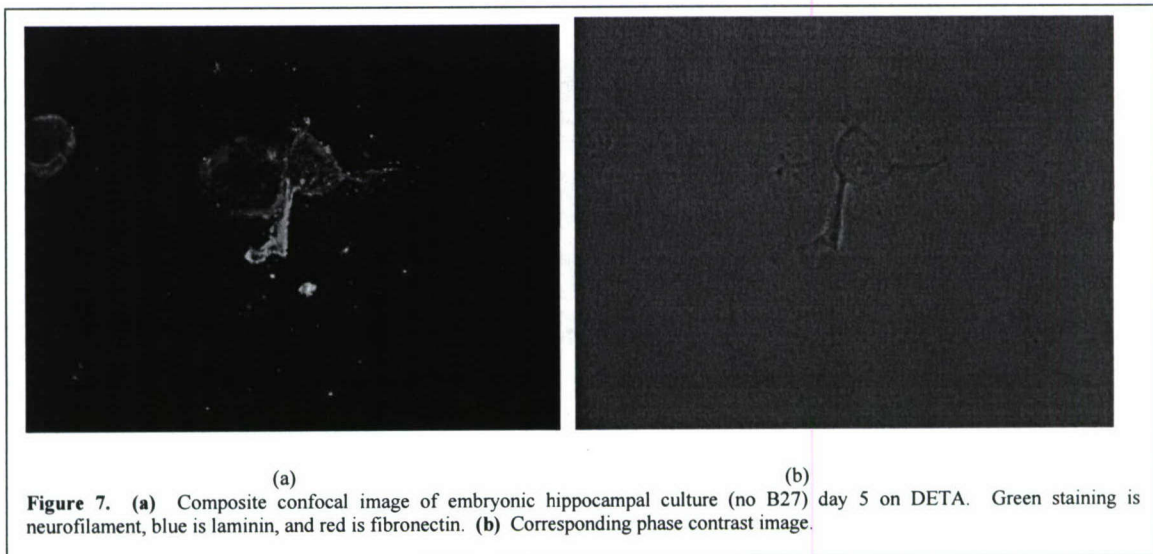 (a) (b)
Figure 7. (a) Composite confocal image of embryonic hippocampal culture (no B27) day 5 on DETA. Green staining is
neurofilament, blue is laminin, and red is fibronectin. (b) Corresponding phase contrast image.